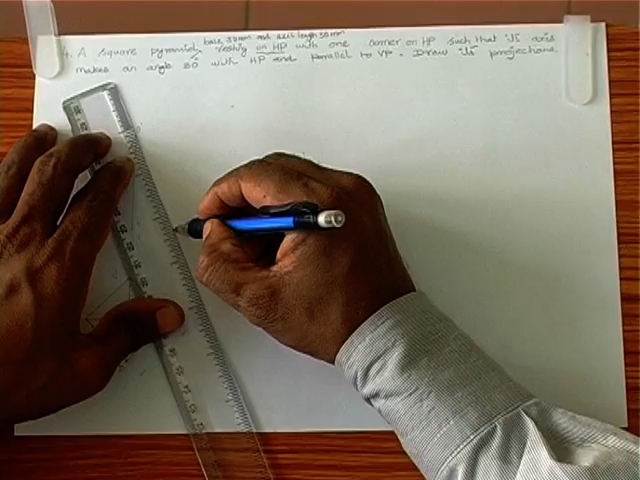 base 30mm and axis length 50mm
4. A square pyramid, resting on HP with one corner on HP such that its axis
makes an angle 30 with HP and parallel to VP. Draw its projections.